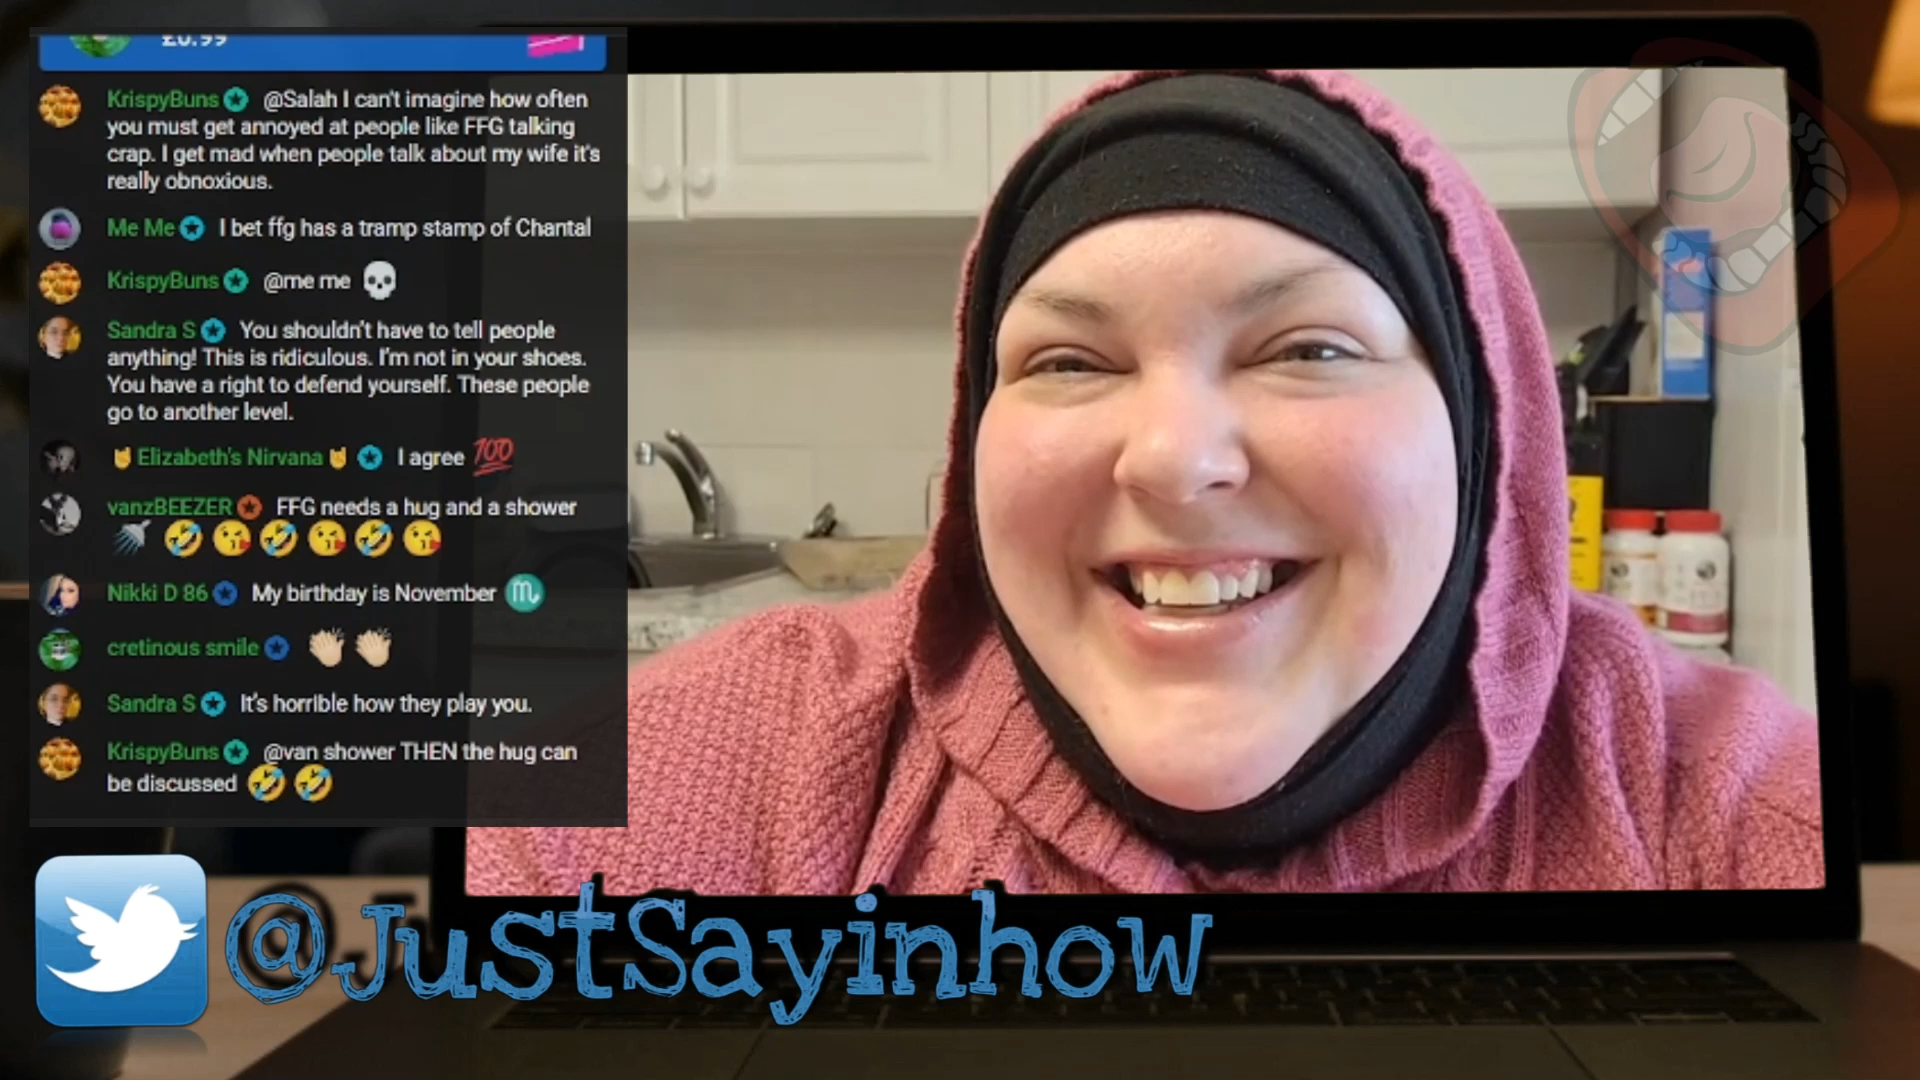 £0.99
KrispyBuns @Salah I can't imagine how often
you must get annoyed at people like FFG talking
crap. I get mad when people talk about my wife it's
really obnoxious.
Me Me I bet ffg has a tramp stamp of Chantal
KrispyBuns @me me 💀
Sandra S You shouldn't have to tell people
anything! This is ridiculous. I'm not in your shoes.
You have a right to defend yourself. These people
go to another level.
🤘Elizabeth's Nirvana🤘 I agree 💯
vanzBEEZER FFG needs a hug and a shower
🚿 🤣 😘 🤣 😘 🤣 😘
Nikki D 86 My birthday is November ♏
cretinous smile 👏🏻 👏🏻
Sandra S It's horrible how they play you.
KrispyBuns @van shower THEN the hug can
be discussed 🤣 🤣
@JustSayinhow